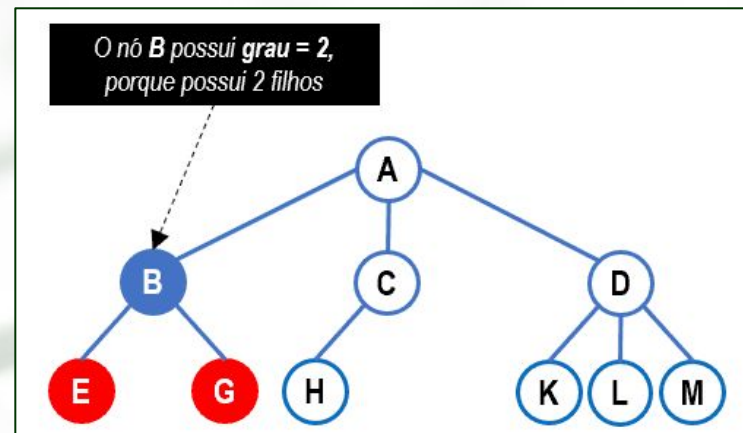 O nó B possui grau = 2,
porque possui 2 filhos
A
B C D
E G H K L M